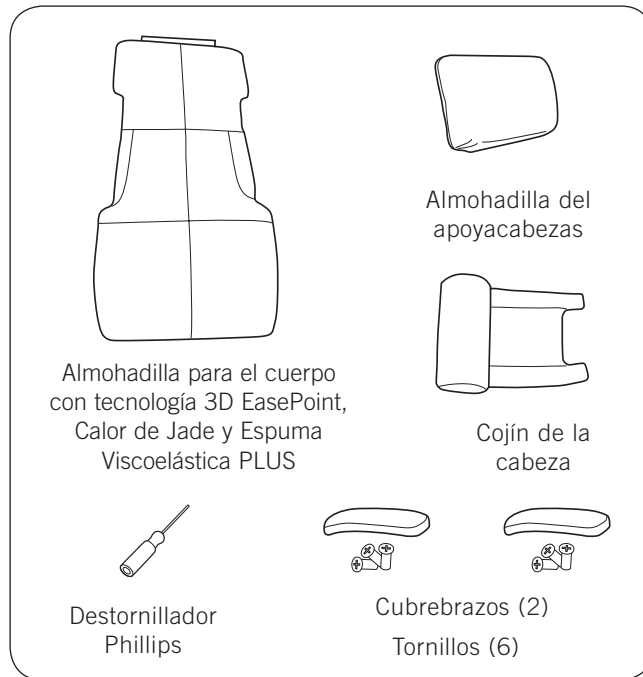 Almohadilla del
apoyacabezas
Almohadilla para el cuerpo
con tecnología 3D EasePoint,
Calor de Jade y Espuma
Viscoelástica PLUS
Cojín de la
cabeza
Destornillador
Phillips
Cubrebrazos (2)
Tornillos (6)